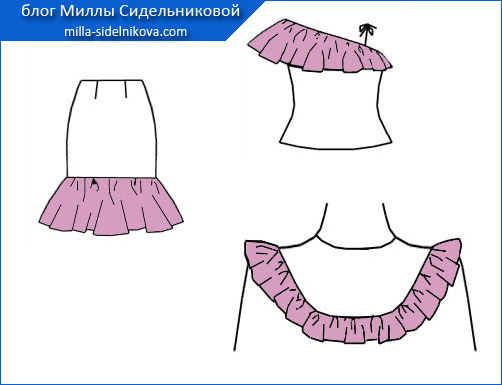 блог Миллы Сидельниковой
milla-sidelnikova.com